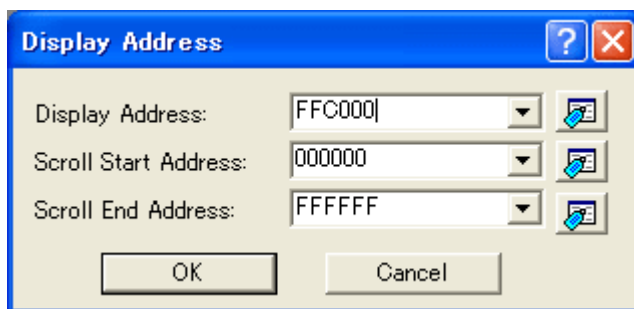 Display Address
Display Address: FFC000
Scroll Start Address: 000000
Scroll End Address: FFFFFF
OK Cancel